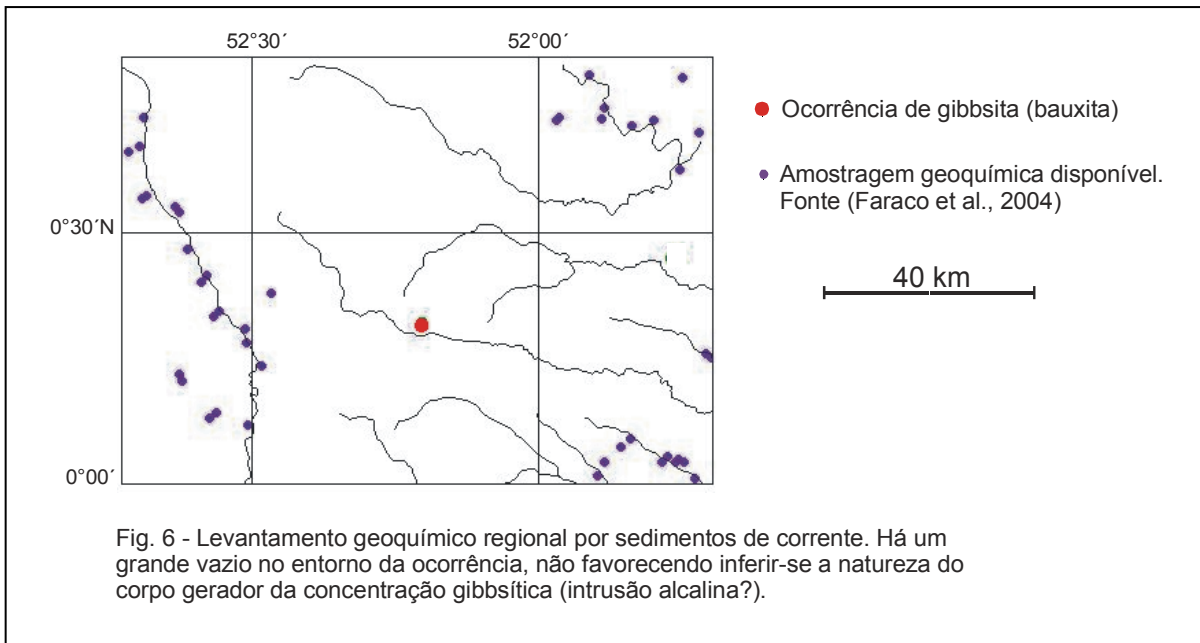 52°30´ 52°00´
Ocorrência de gibbsita (bauxita)
Amostragem geoquímica disponível.
Fonte (Faraco et al., 2004)
0°30´N
40 km
0°00´
Fig. 6 - Levantamento geoquímico regional por sedimentos de corrente. Há um
grande vazio no entorno da ocorrência, não favorecendo inferir-se a natureza do
corpo gerador da concentração gibbsítica (intrusão alcalina?).